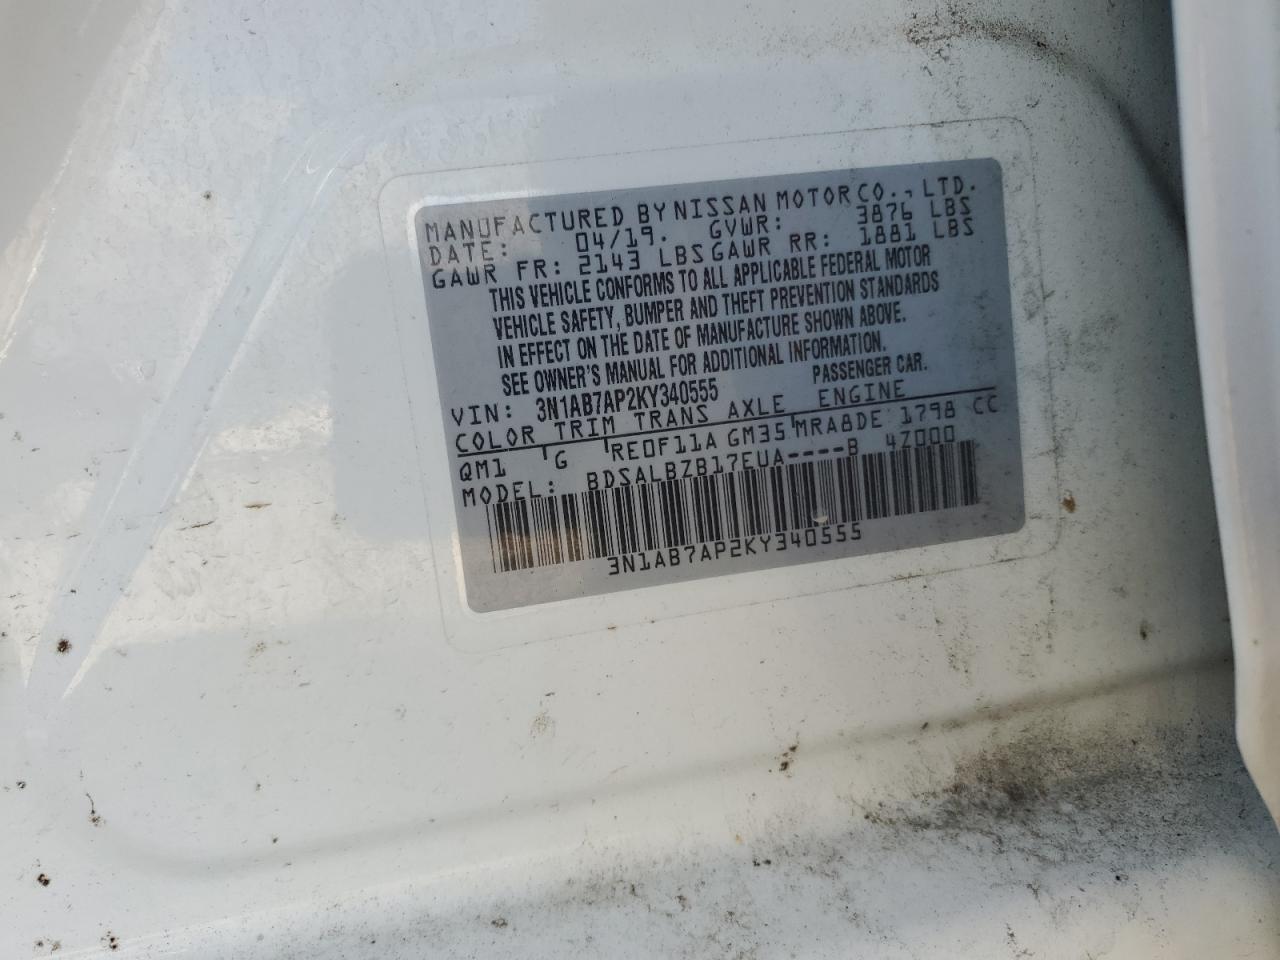 MANUFACTURED BY NISSAN MOTOR CO., LTD.
DATE: 04/19. GVWR: 3876 LBS
GAWR FR: 2143 LBS GAWR RR: 1881 LBS
THIS VEHICLE CONFORMS TO ALL APPLICABLE FEDERAL MOTOR
VEHICLE SAFETY, BUMPER AND THEFT PREVENTION STANDARDS
IN EFFECT ON THE DATE OF MANUFACTURE SHOWN ABOVE.
SEE OWNER'S MANUAL FOR ADDITIONAL INFORMATION.
VIN: 3N1AB7AP2KY340555 PASSENGER CAR.
COLOR TRIM TRANS AXLE ENGINE
QM1 G RE0F11A GM35 MRA8DE 1798 CC
MODEL: BDSALBZB17EUA----B 4Z000
3N1AB7AP2KY340555